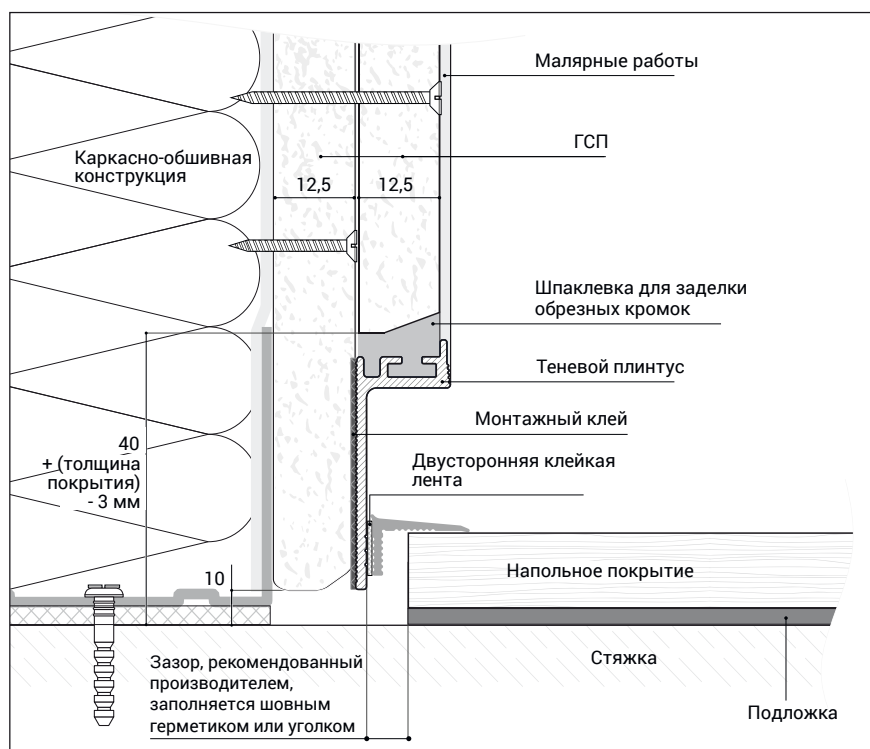 Малярные работы
ГСП
Каркасно-обшивная
конструкция
12,5
12,5
Шпаклевка для заделки
обрезных кромок
Теневой плинтус
Монтажный клей
40
+ (толщина
покрытия)
- 3 мм
Двусторонняя клейкая
лента
10
Напольное покрытие
Стяжка
Зазор, рекомендованный
производителем,
заполняется шовным
герметиком или уголком
Подложка